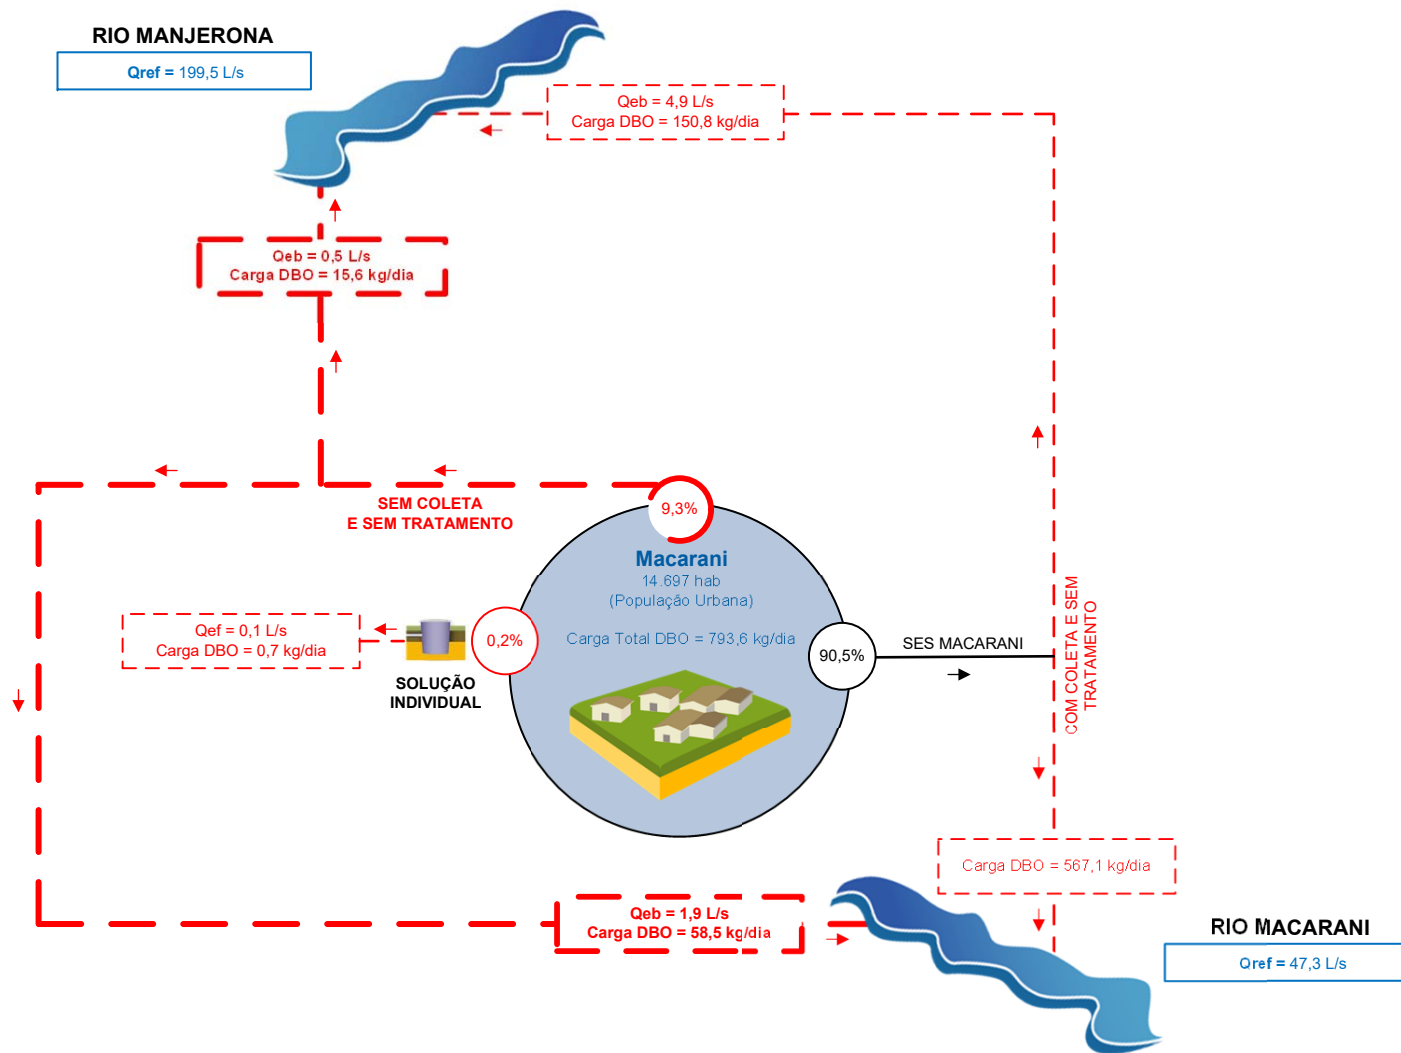 RIO MANJERONA
Qref = 199,5 L/s
Qeb = 4,9 L/s
Carga DBO = 150,8 kg/dia
Qeb = 0,5 L/s
Carga DBO = 15,6 kg/dia
SEM COLETA
E SEM TRATAMENTO
9,3%
Macarani
14.697 hab
(População Urbana)
Carga Total DBO = 793,6 kg/dia
Qef = 0,1 L/s
Carga DBO = 0,7 kg/dia
0,2%
SOLUÇÃO
INDIVIDUAL
90,5%
SES MACARANI
COM COLETA E SEM
TRATAMENTO
Carga DBO = 567,1 kg/dia
Qeb = 1,9 L/s
Carga DBO = 58,5 kg/dia
RIO MACARANI
Qref = 47,3 L/s